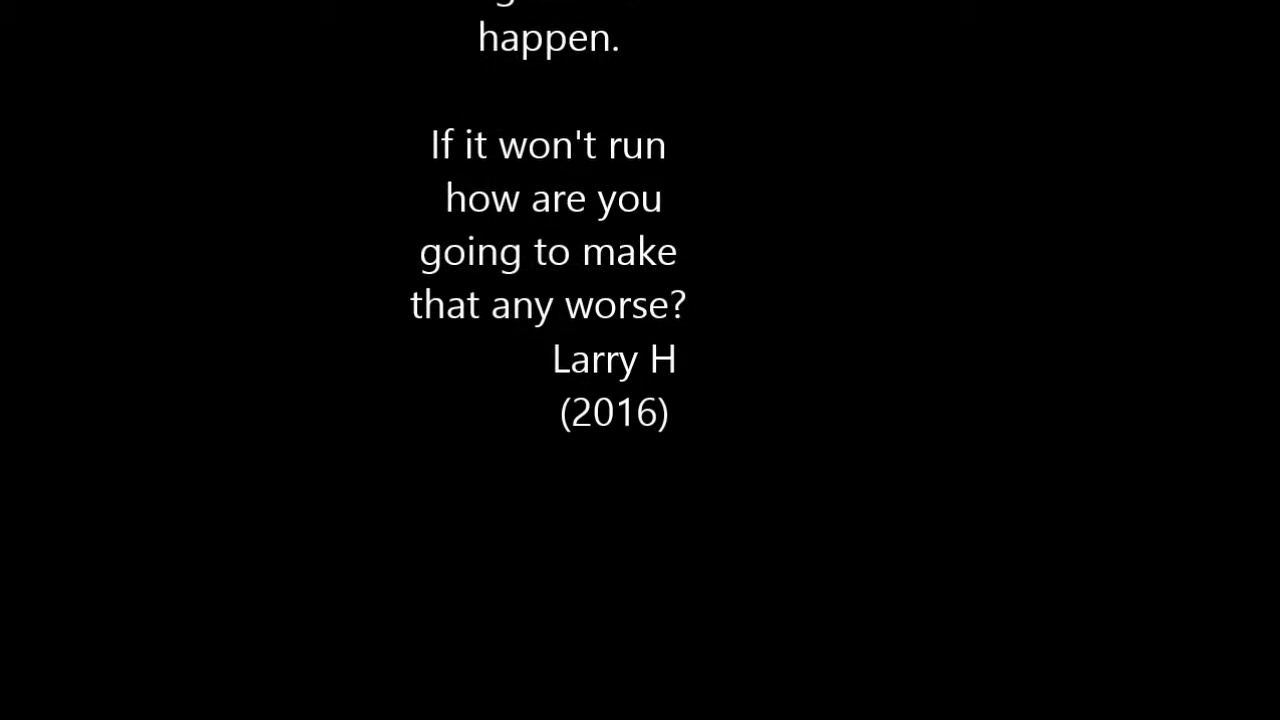 happen.
If it won't run
how are you
going to make
that any worse?
Larry H
(2016)